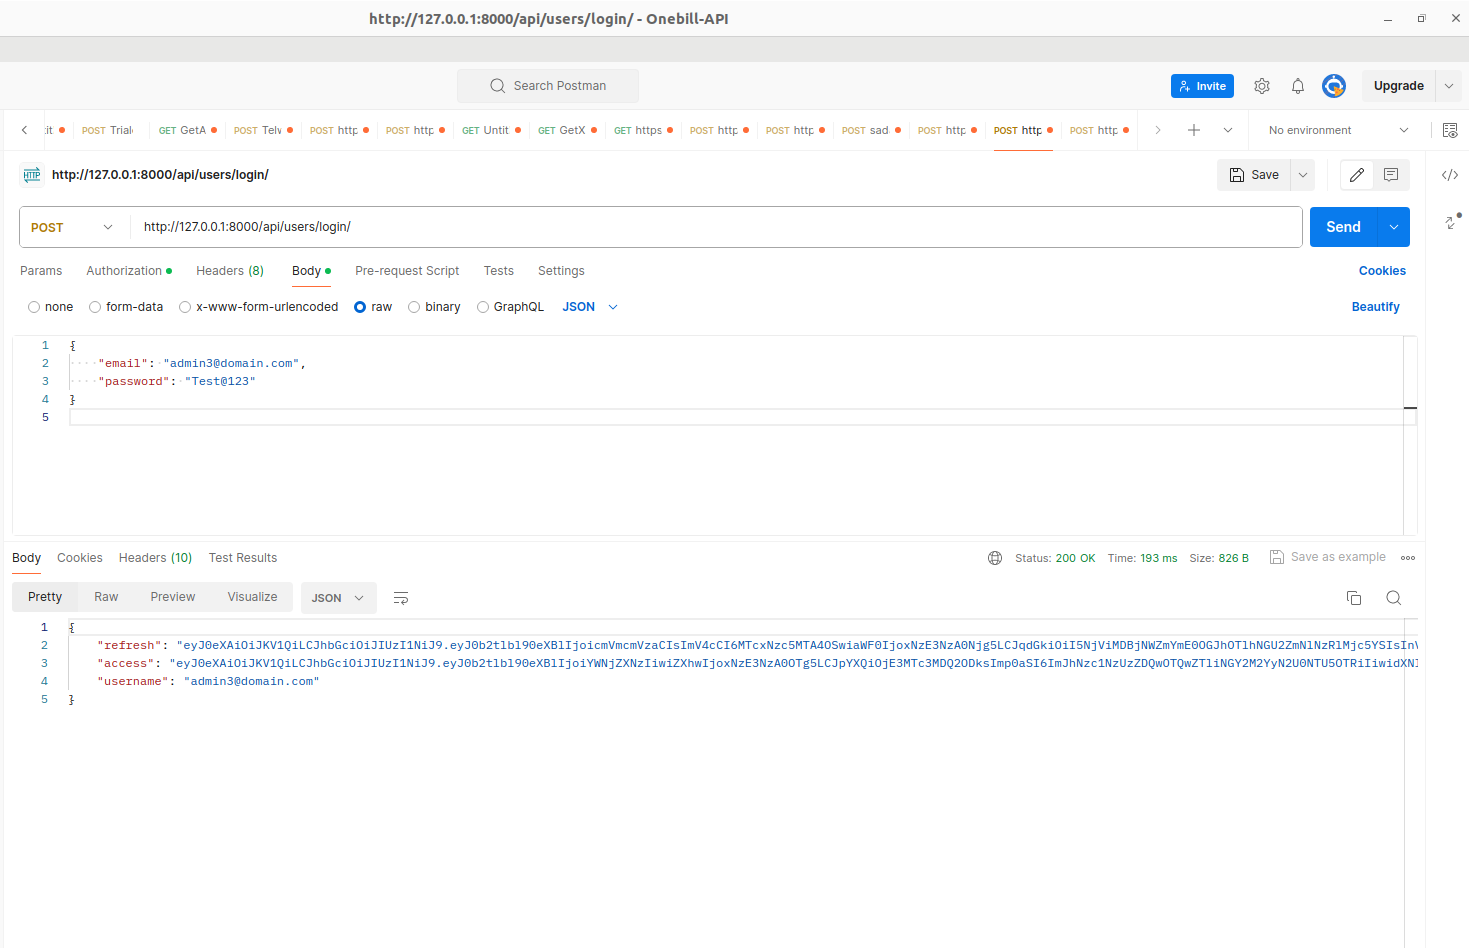 http://127.0.0.1:8000/api/users/login/ - Onebill-API
Search Postman
Invite
Upgrade
it POST Trial GET GetA POST Telv POST http POST http GET Untit GET GetX GET https POST http POST http POST sad POST http POST http POST http No environment
HTTP http://127.0.0.1:8000/api/users/login/ Save
POST http://127.0.0.1:8000/api/users/login/ Send
Params Authorization Headers (8) Body Pre-request Script Tests Settings Cookies
none form-data x-www-form-urlencoded raw binary GraphQL JSON Beautify
1 {
2 "email": "admin3@domain.com",
3 "password": "Test@123"
4 }
5
Body Cookies Headers (10) Test Results Status: 200 OK Time: 193 ms Size: 826 B Save as example
Pretty Raw Preview Visualize JSON
1 {
2 "refresh": "eyJ0eXAiOiJKV1QiLCJhbGciOiJIUzI1NiJ9.eyJ0b2tlbl90eXBlIjoicmVmcmVzaCIsImV4cCI6MTcxNzc5MTA4OSwiaWF0IjoxNzE3NzA0Njg5LCJqdGkiOiI5NjViMDBjNWZmYmE0OGJhOTlhNGU2ZmNlNzRlMjc5YSIsInV
3 "access": "eyJ0eXAiOiJKV1QiLCJhbGciOiJIUzI1NiJ9.eyJ0b2tlbl90eXBlIjoiYWNjZXNzIiwiZXhwIjoxNzE3NzA0OTg5LCJpYXQiOjE3MTc3MDQ2ODksImp0aSI6ImJhNzc1NzUzZDQwOTQwZTliNGY2M2YyN2U0NTU5OTRiIiwidXNl
4 "username": "admin3@domain.com"
5 }